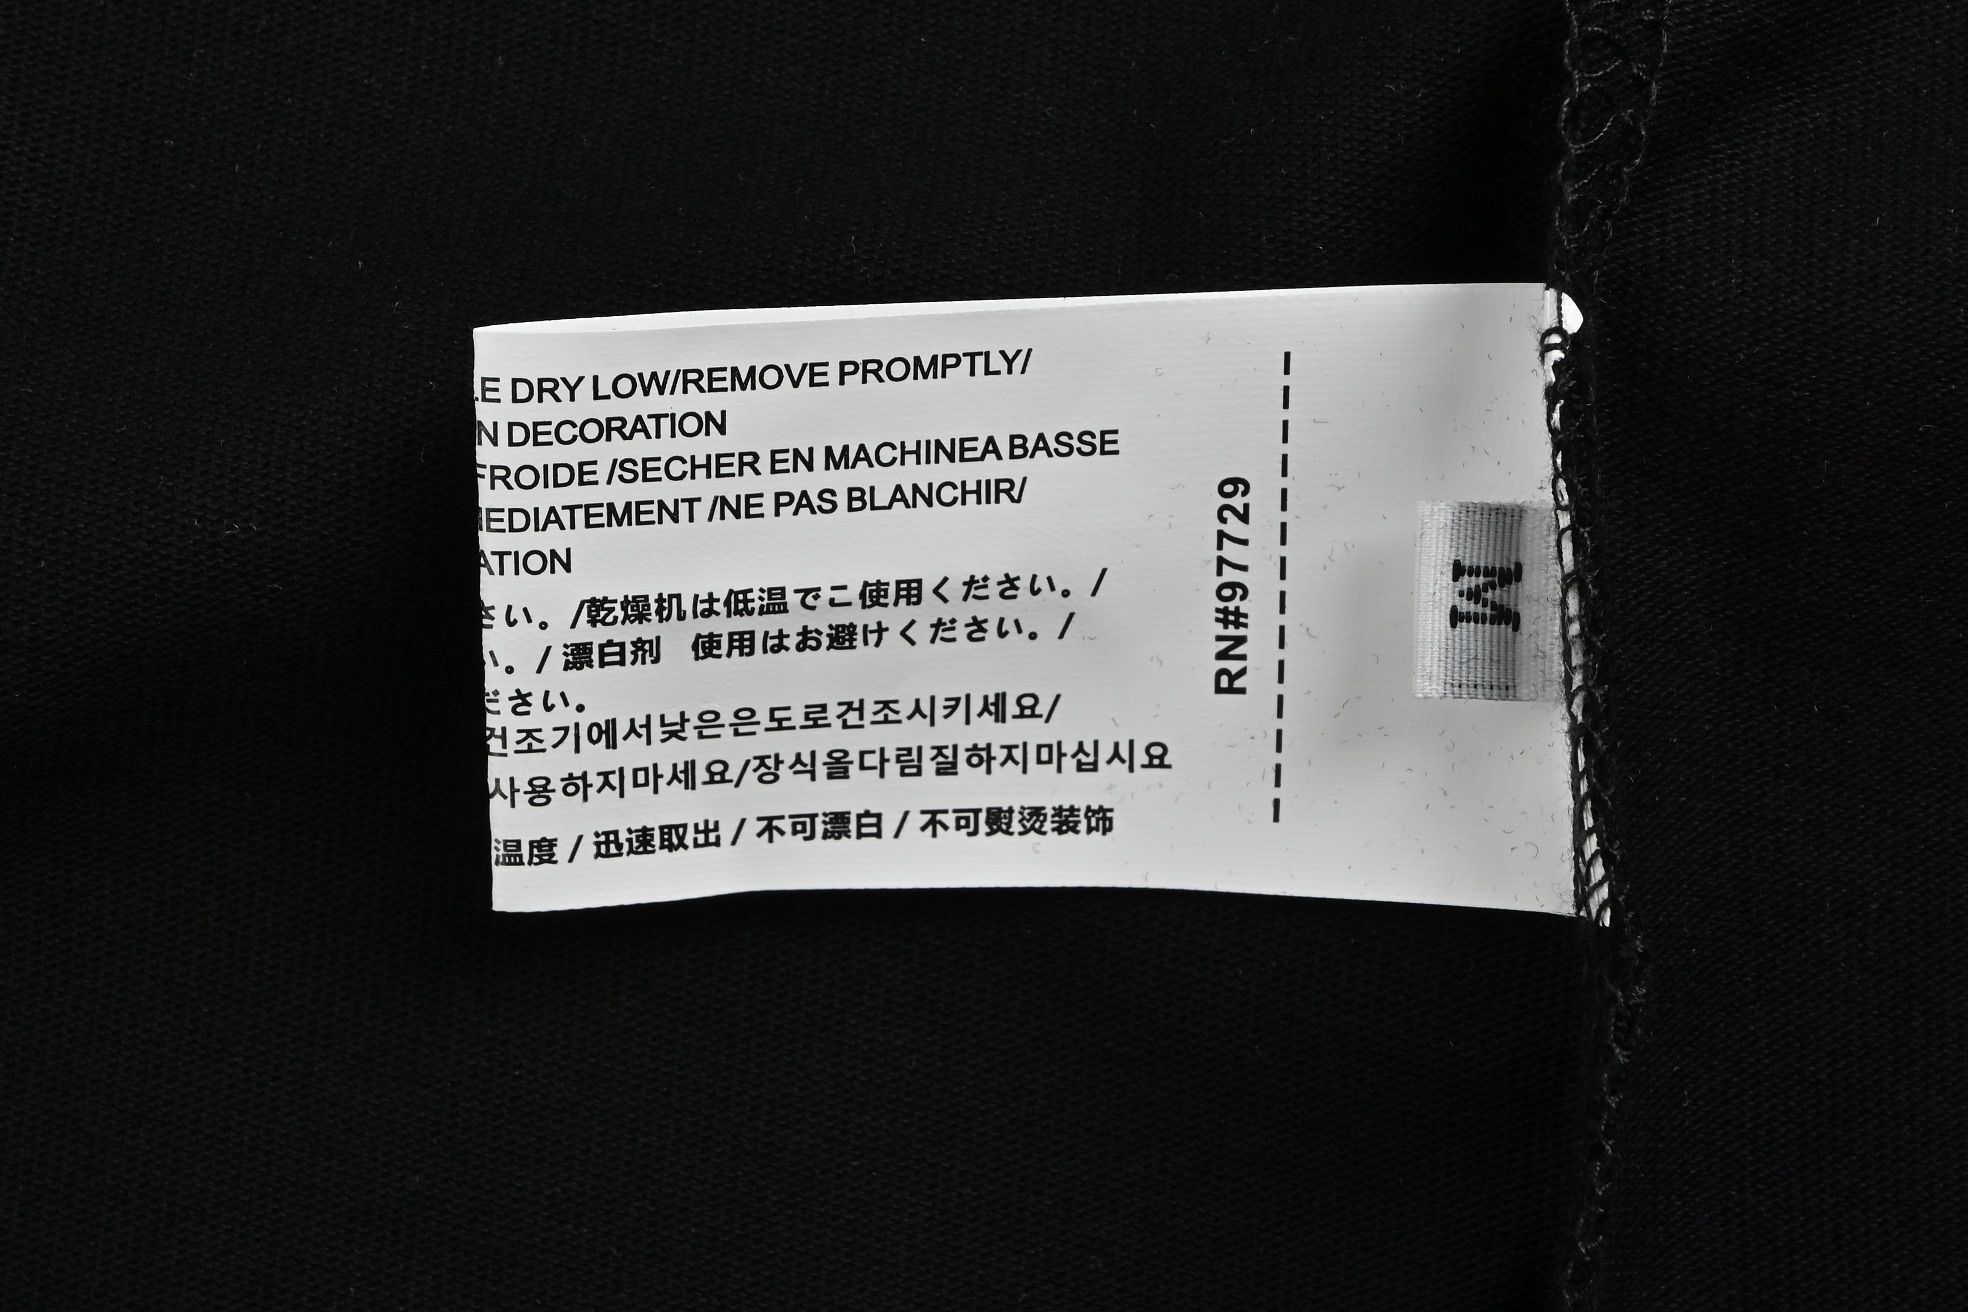 LE DRY LOW/REMOVE PROMPTLY/
N DECORATION
FROIDE /SECHER EN MACHINEA BASSE
MEDIATEMENT /NE PAS BLANCHIR/
ATION
さい。/乾燥机は低温でご使用ください。/
い。/漂白剤 使用はお避けください。/
ださい。
건조기에서낮은은도로건조시키세요/
사용하지마세요/장식올다림질하지마십시요
温度 / 迅速取出 / 不可漂白 / 不可熨烫装饰
RN#97729
M